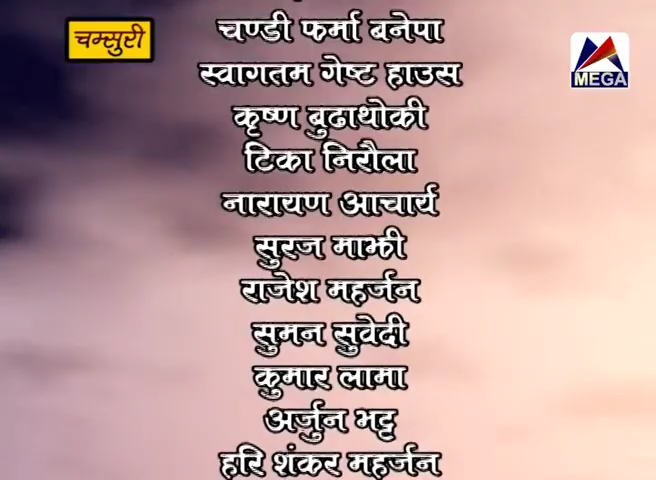 चम्सुरी
MEGA
चण्डी फर्मा बनेपा
स्वागतम गेष्ट हाउस
कृष्ण बुढाथोकी
टिका निरौला
नारायण आचार्य
सुरज माझी
राजेश महर्जन
सुमन सुवेदी
कुमार लामा
अर्जुन भट्ट
हरि शंकर महर्जन